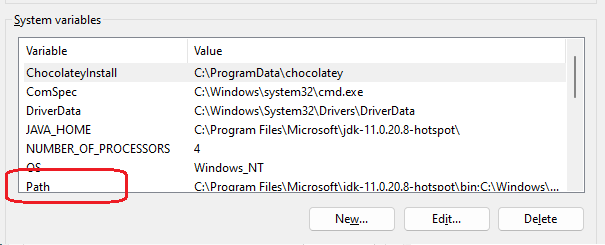 System variables
Variable Value
ChocolateyInstall C:\ProgramData\chocolatey
ComSpec C:\Windows\system32\cmd.exe
DriverData C:\Windows\System32\Drivers\DriverData
JAVA_HOME C:\Program Files\Microsoft\jdk-11.0.20.8-hotspot\
NUMBER_OF_PROCESSORS 4
OS Windows_NT
Path C:\Program Files\Microsoft\jdk-11.0.20.8-hotspot\bin;C:\Windows\...
New... Edit... Delete